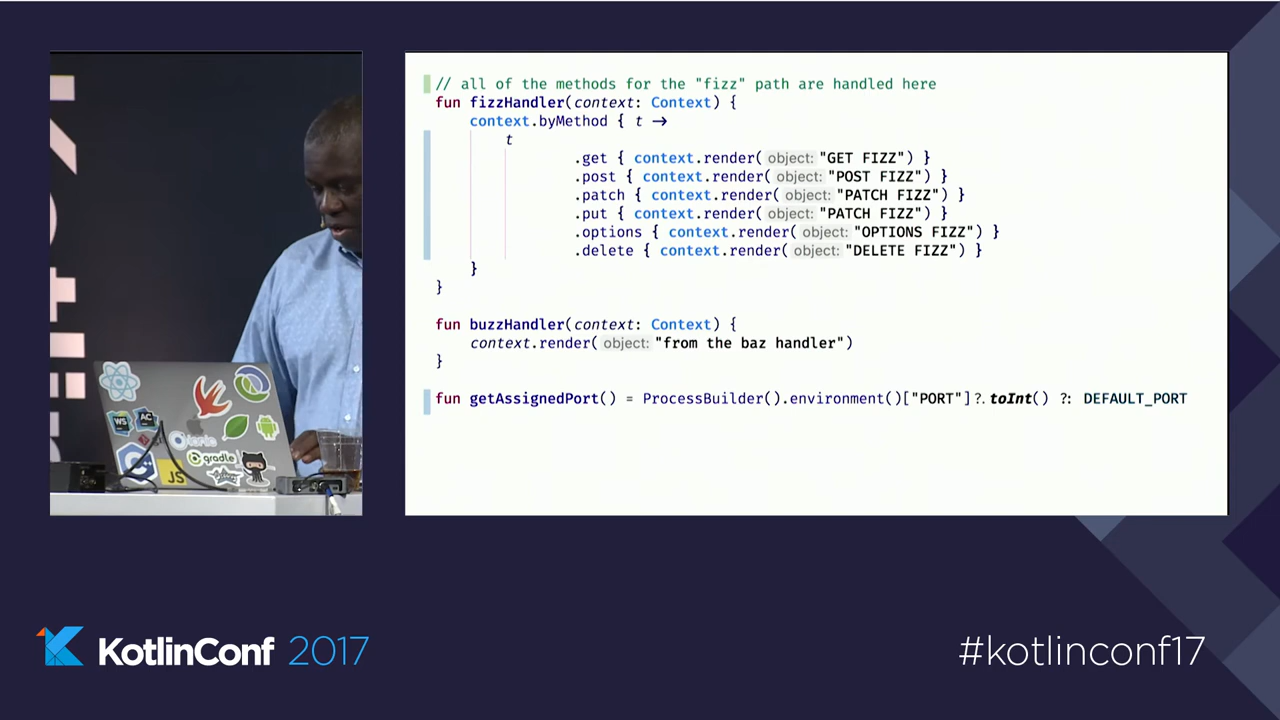 // all of the methods for the "fizz" path are handled here
fun fizzHandler(context: Context) {
context.byMethod { t →
t
.get { context.render( object: "GET FIZZ") }
.post { context.render( object: "POST FIZZ") }
.patch { context.render( object: "PATCH FIZZ") }
.put { context.render( object: "PATCH FIZZ") }
.options { context.render( object: "OPTIONS FIZZ") }
.delete { context.render( object: "DELETE FIZZ") }
}
}
fun buzzHandler(context: Context) {
context.render( object: "from the baz handler")
}
fun getAssignedPort() = ProcessBuilder().environment()["PORT"]?.toInt() ?: DEFAULT_PORT
WS
AC
ionic
gradle
C++
JS
KotlinConf 2017
#kotlinconf17